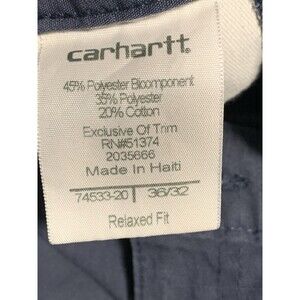 carhartt
45% Polyester Bicomponent
35% Polyester
20% Cotton
Exclusive Of Trim
RN#51374
2035666
Made In Haiti
74533-20 36/32
Relaxed Fit